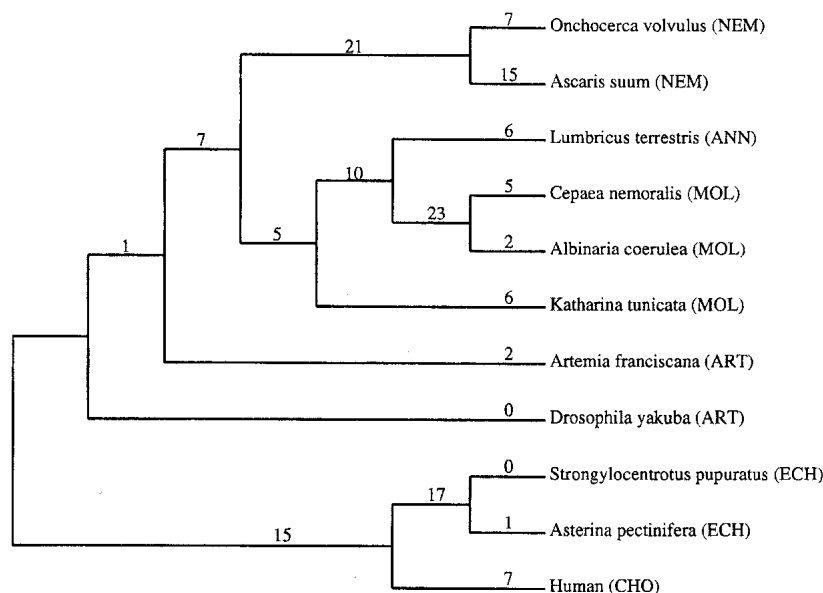 7 Onchocerca volvulus (NEM)
21
15 Ascaris suum (NEM)
6 Lumbricus terrestris (ANN)
7
10
5 Cepaea nemoralis (MOL)
23
5
2 Albinaria coerulea (MOL)
1
6 Katharina tunicata (MOL)
2 Artemia franciscana (ART)
0 Drosophila yakuba (ART)
0 Strongylocentrotus pupuratus (ECH)
17
1 Asterina pectinifera (ECH)
15
7 Human (CHO)